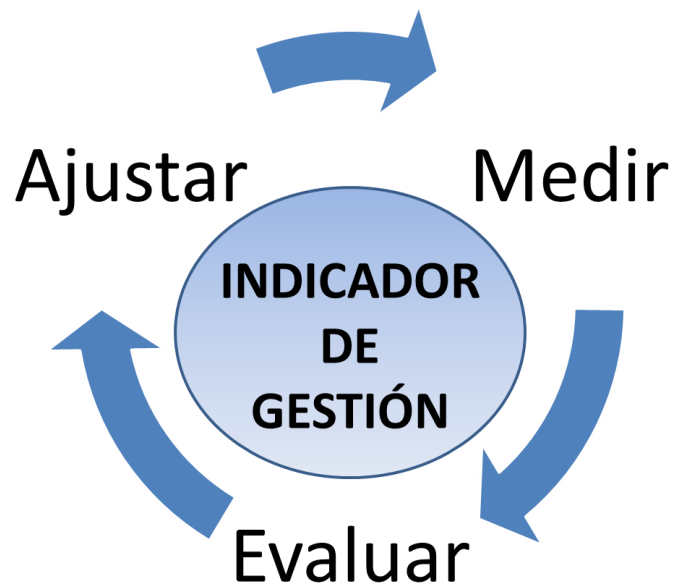 Ajustar
Medir
INDICADOR
DE
GESTIÓN
Evaluar